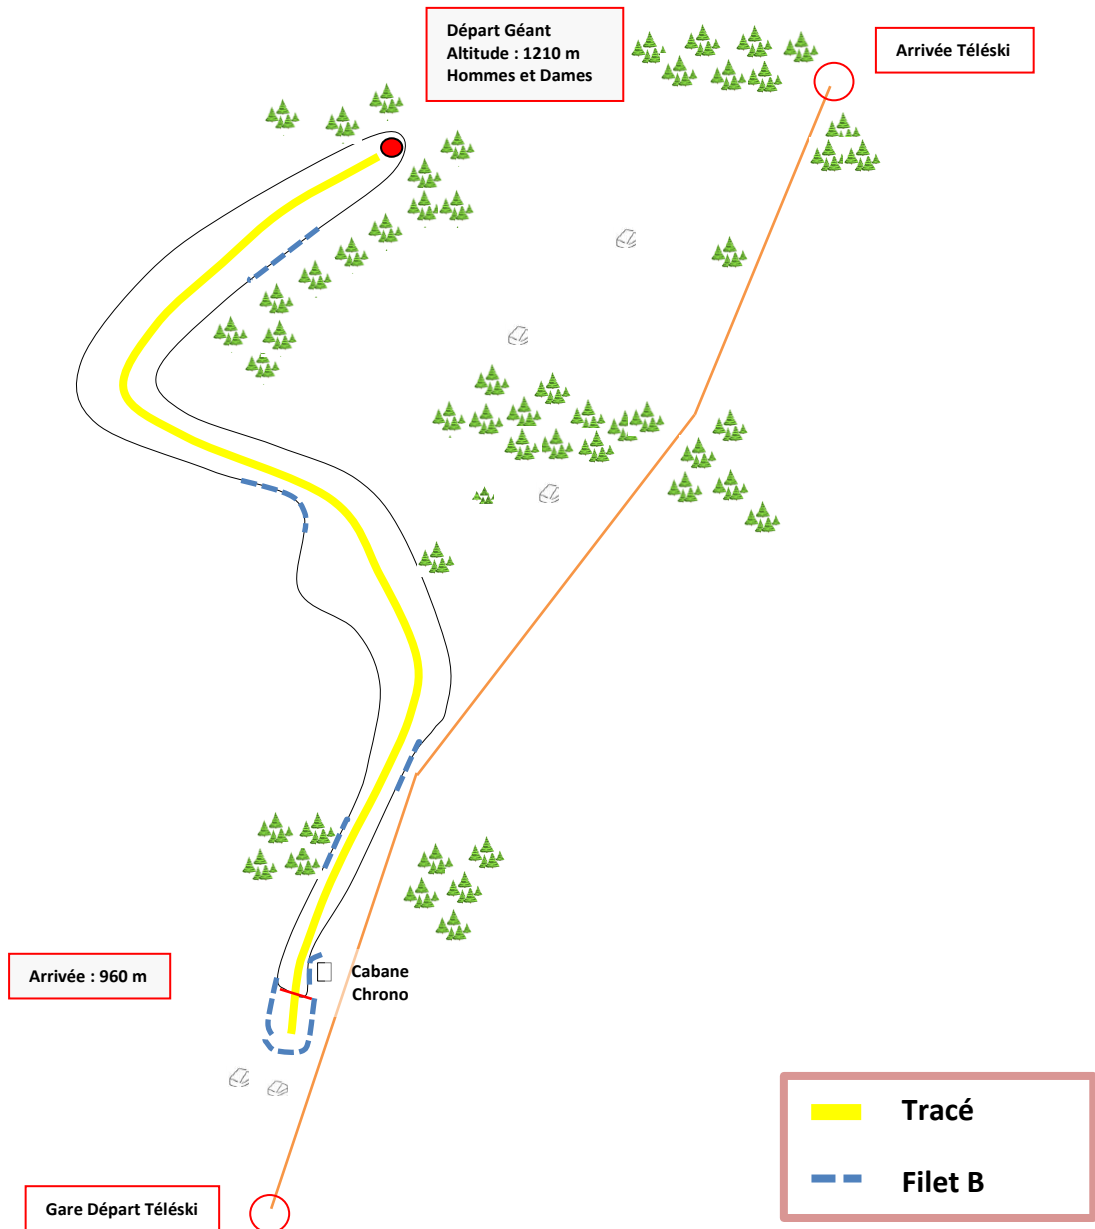 Départ Géant
Altitude : 1210 m
Hommes et Dames
Arrivée Téléski
Arrivée : 960 m
Cabane
Chrono
Gare Départ Téléski
Tracé
Filet B